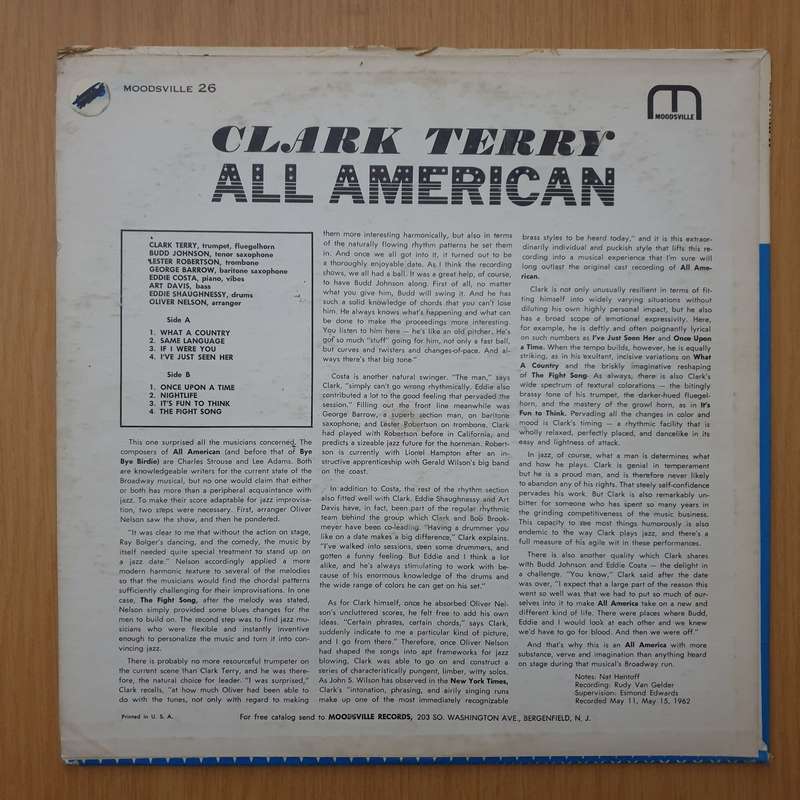 MOODSVILLE 26
MOODSVILLE
CLARK TERRY
ALL AMERICAN
CLARK TERRY, trumpet, fluegelhorn
BUDD JOHNSON, tenor saxophone
LESTER ROBERTSON, trombone
GEORGE BARROW, baritone saxophone
EDDIE COSTA, piano, vibes
ART DAVIS, bass
EDDIE SHAUGHNESSY, drums
OLIVER NELSON, arranger
Side A
1. WHAT A COUNTRY
2. SAME LANGUAGE
3. IF I WERE YOU
4. I'VE JUST SEEN HER
Side B
1. ONCE UPON A TIME
2. NIGHTLIFE
3. IT'S FUN TO THINK
4. THE FIGHT SONG
This one surprised all the musicians concerned. The
composers of All American (and before that of Bye
Bye Birdie) are Charles Strouse and Lee Adams. Both
are knowledgeable writers for the current state of the
Broadway musical, but no one would claim that either
or both has more than a peripheral acquaintance with
jazz. To make their score adaptable for jazz improvisa-
tion, two steps were necessary. First, arranger Oliver
Nelson saw the show, and then he pondered.
"It was clear to me that without the action on stage,
Ray Bolger's dancing, and the comedy, the music by
itself needed quite special treatment to stand up on
a jazz date." Nelson accordingly applied a more
modern harmonic texture to several of the melodies
so that the musicians would find the chordal patterns
sufficiently challenging for their improvisations. In one
case, The Fight Song, after the melody was stated,
Nelson simply provided some blues changes for the
men to build on. The second step was to find jazz mu-
sicians who were flexible and instantly inventive
enough to personalize the music and turn it into con-
vincing jazz.
There is probably no more resourceful trumpeter on
the current scene than Clark Terry, and he was there-
fore, the natural choice for leader. "I was surprised,"
Clark recalls, "at how much Oliver had been able to
do with the tunes, not only with regard to making
them more interesting harmonically, but also in terms
of the naturally flowing rhythm patterns he set them
in. And once we all got into it, it turned out to be
a thoroughly enjoyable date. As I think the recording
shows, we all had a ball. It was a great help, of course,
to have Budd Johnson along. First of all, no matter
what you give him, Budd will swing it. And he has
such a solid knowledge of chords that you can't lose
him. He always knows what's happening and what can
be done to make the proceedings more interesting.
You listen to him here — he's like an old pitcher. He's
got so much "stuff" going for him, not only a fast ball,
but curves and twisters and changes-of-pace. And al-
ways there's that big tone."
Costa is another natural swinger. "The man," says
Clark, "simply can't go wrong rhythmically. Eddie also
contributed a lot to the good feeling that pervaded the
session." Filling out the front line meanwhile was
George Barrow, a superb section man, on baritone
saxophone; and Lester Robertson on trombone. Clark
had played with Robertson before in California; and
predicts a sizeable jazz future for the hornman. Robert-
son is currently with Lionel Hampton after an in-
structive apprenticeship with Gerald Wilson's big band
on the coast.
In addition to Costa, the rest of the rhythm section
also fitted well with Clark. Eddie Shaughnessy and Art
Davis have, in fact, been part of the regular rhythmic
team behind the group which Clark and Bob Brook-
meyer have been co-leading. "Having a drummer you
like on a date makes a big difference," Clark explains.
"I've walked into sessions, seen some drummers, and
gotten a funny feeling. But Eddie and I think a lot
alike, and he's always stimulating to work with be-
cause of his enormous knowledge of the drums and
the wide range of colors he can get on his set."
As for Clark himself, once he absorbed Oliver Nel-
son's uncluttered scores, he felt free to add his own
ideas. "Certain phrases, certain chords," says Clark,
suddenly indicate to me a particular kind of picture,
and I go from there." Therefore, once Oliver Nelson
had shaped the songs into apt frameworks for jazz
blowing, Clark was able to go on and construct a
series of characteristically pungent, limber, witty solos.
As John S. Wilson has observed in the New York Times,
Clark's "intonation, phrasing, and airily singing runs
make up one of the most immediately recognizable
brass styles to be heard today," and it is this extraor-
dinarily individual and puckish style that lifts this re-
cording into a musical experience that I'm sure will
long outlast the original cast recording of All Ame-
rican.
Clark is not only unusually resilient in terms of fit-
ting himself into widely varying situations without
diluting his own highly personal impact, but he also
has a broad scope of emotional expressivity. Here,
for example, he is deftly and often poignantly lyrical
on such numbers as I've Just Seen Her and Once Upon
a Time. When the tempo builds, however, he is equally
striking, as in his exultant, incisive variations on What
A Country and the briskly imaginative reshaping
of The Fight Song. As always, there is also Clark's
wide spectrum of textural colorations — the bitingly
brassy tone of his trumpet, the darker-hued fluegel-
horn, and the mastery of the growl horn, as in It's
Fun to Think. Pervading all the changes in color and
mood is Clark's timing — a rhythmic facility that is
wholly relaxed, perfectly placed, and dancelike in its
easy and lightness of attack.
In jazz, of course, what a man is determines what
and how he plays. Clark is genial in temperament
but he is a proud man, and is therefore never likely
to abandon any of his rights. That steely self-confidence
pervades his work. But Clark is also remarkably un-
bitter for someone who has spent so many years in
the grinding competitiveness of the music business.
This capacity to see most things humorously is also
endemic to the way Clark plays jazz, and there's a
full measure of his agile wit in these performances.
There is also another quality which Clark shares
with Budd Johnson and Eddie Costa — the delight in
a challenge. "You know," Clark said after the date
was over, "I expect that a large part of the reason this
went so well was that we had to put so much of our-
selves into it to make All America take on a new and
different kind of life. There were places where Budd,
Eddie and I would look at each other and we knew
we'd have to go for blood. And then we were off."
And that's why this is an All America with more
substance, verve and imagination than anything heard
on stage during that musical's Broadway run.
Notes: Nat Hentoff
Recording: Rudy Van Gelder
Supervision: Esmond Edwards
Recorded May 11, May 15, 1962
Printed in U. S. A.
For free catalog send to MOODSVILLE RECORDS, 203 SO. WASHINGTON AVE., BERGENFIELD, N. J.